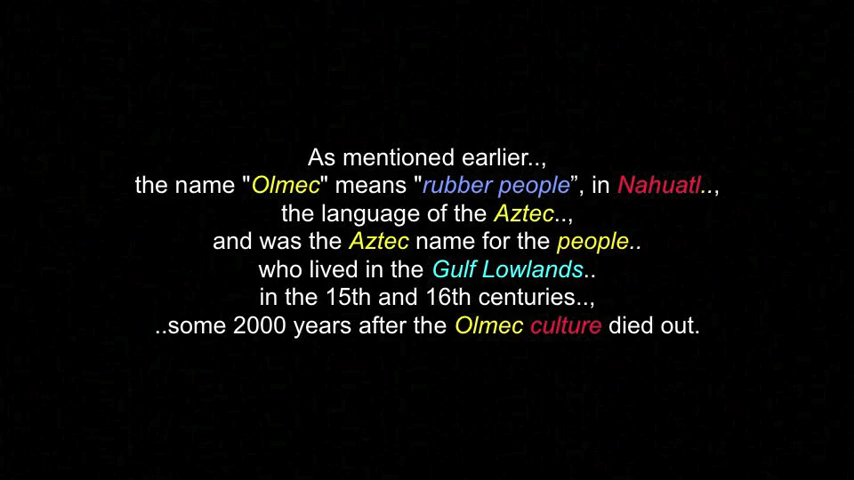 As mentioned earlier..,
the name "Olmec" means "rubber people”, in Nahuatl..,
the language of the Aztec..,
and was the Aztec name for the people..
who lived in the Gulf Lowlands..
in the 15th and 16th centuries..,
..some 2000 years after the Olmec culture died out.